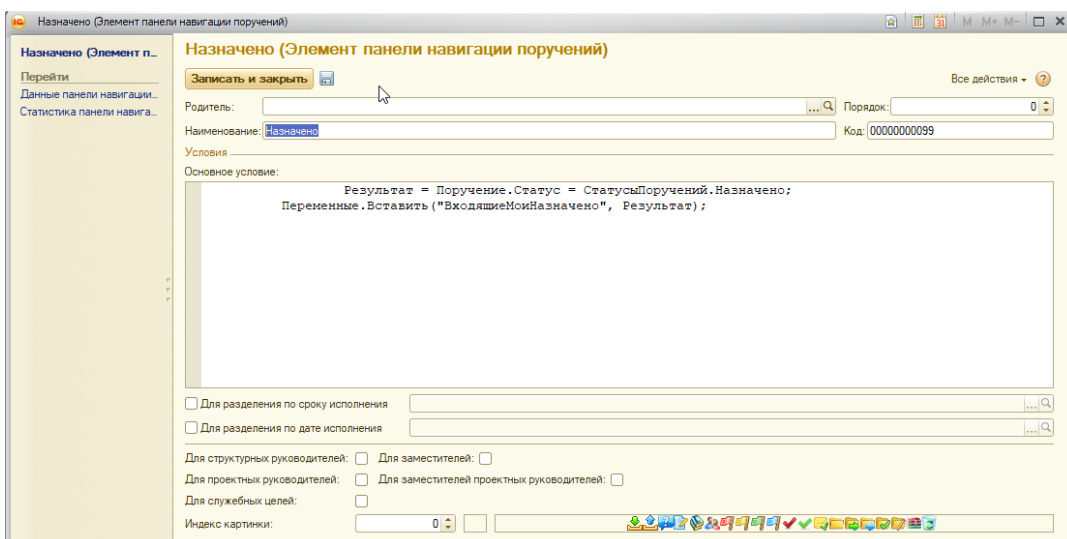 1С Назначено (Элемент панели навигации поручений) 31 M M+ M-
Назначено (Элемент п...
Перейти
Данные панели навигации...
Статистика панели навига...
Назначено (Элемент панели навигации поручений)
Записать и закрыть Все действия ?
Родитель: ... Порядок: 0
Наименование: Назначено Код: 00000000099
Условия
Основное условие:
Результат = Поручение.Статус = СтатусыПоручений.Назначено;
Переменные.Вставить("ВходящиеМоиНазначено", Результат);
Для разделения по сроку исполнения ...
Для разделения по дате исполнения ...
Для структурных руководителей: Для заместителей:
Для проектных руководителей: Для заместителей проектных руководителей:
Для служебных целей:
Индекс картинки: 0